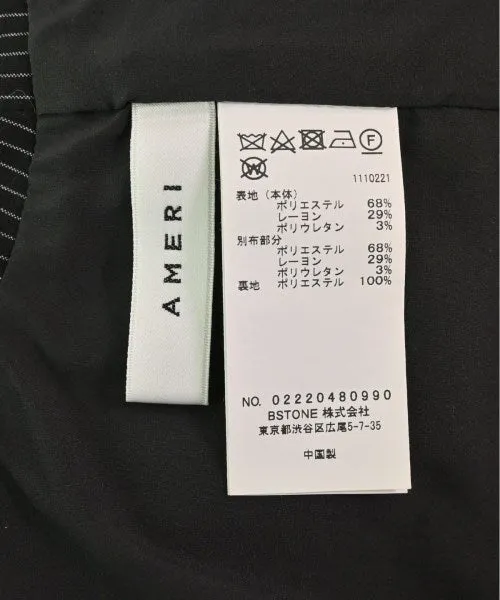 AMERI
F
W
1110221
表地(本体)
ポリエステル 68%
レーヨン 29%
ポリウレタン 3%
別布部分
ポリエステル 68%
レーヨン 29%
ポリウレタン 3%
裏地 ポリエステル 100%
NO. 02220480990
BSTONE 株式会社
東京都渋谷区広尾5-7-35
中国製